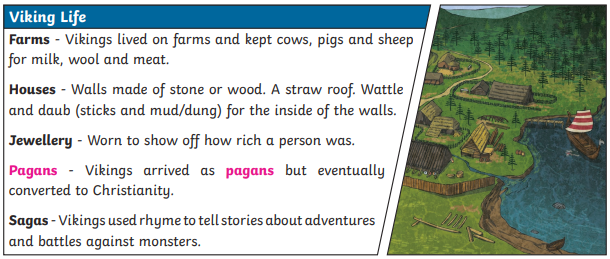 Viking Life
Farms - Vikings lived on farms and kept cows, pigs and sheep
for milk, wool and meat.
Houses - Walls made of stone or wood. A straw roof. Wattle
and daub (sticks and mud/dung) for the inside of the walls.
Jewellery - Worn to show off how rich a person was.
Pagans - Vikings arrived as pagans but eventually
converted to Christianity.
Sagas - Vikings used rhyme to tell stories about adventures
and battles against monsters.